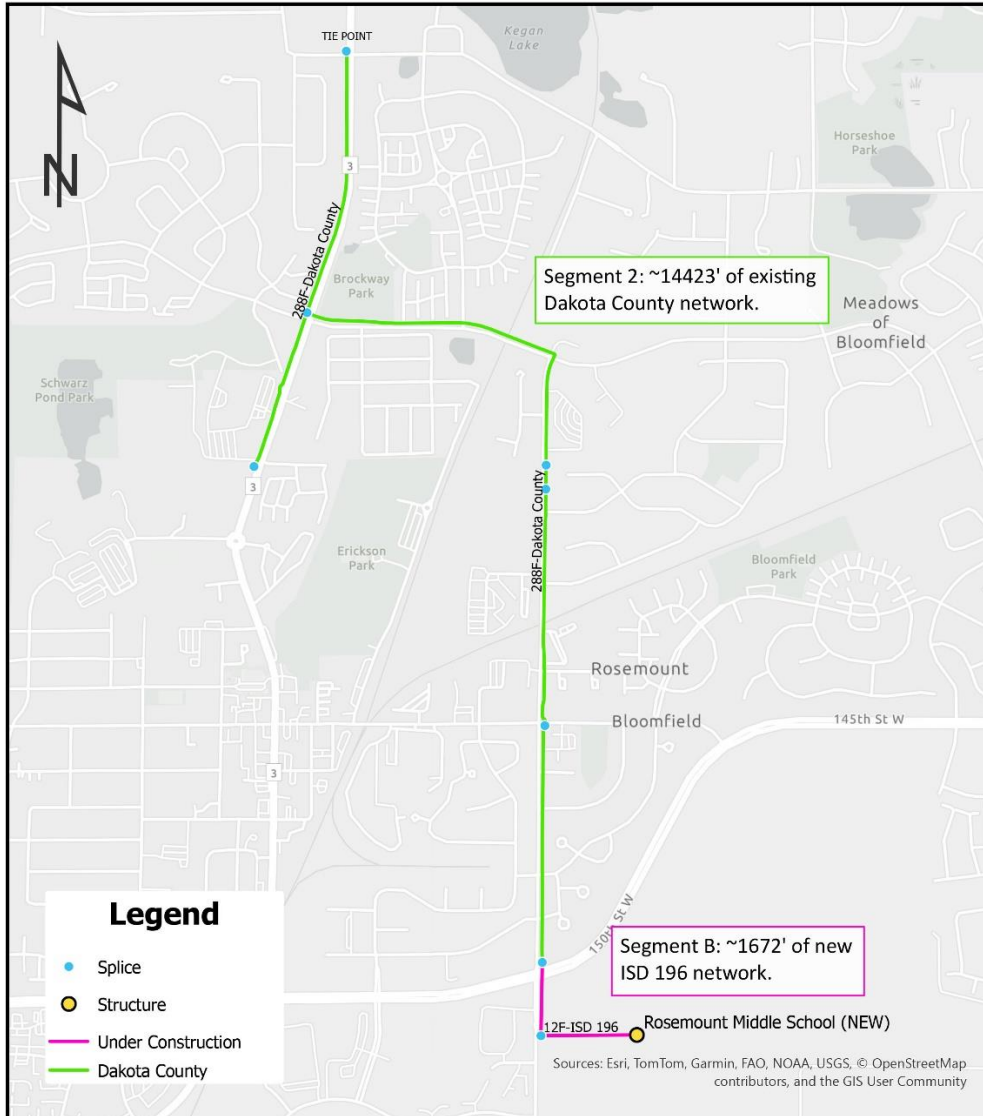 TIE POINT
Kegan
Lake
N
Horseshoe
Park
3
288F-Dakota County
Brockway
Park
Segment 2: ~14423' of existing
Dakota County network.
Meadows
of
Bloomfield
Schwarz
Pond Park
3
288F-Dakota County
Erickson
Park
Bloomfield
Park
Rosemount
Bloomfield
145th St W
3
150th St W
Legend
Splice
Structure
Under Construction
Dakota County
Segment B: ~1672' of new
ISD 196 network.
12F-ISD 196
Rosemount Middle School (NEW)
Sources: Esri, TomTom, Garmin, FAO, NOAA, USGS, © OpenStreetMap
contributors, and the GIS User Community